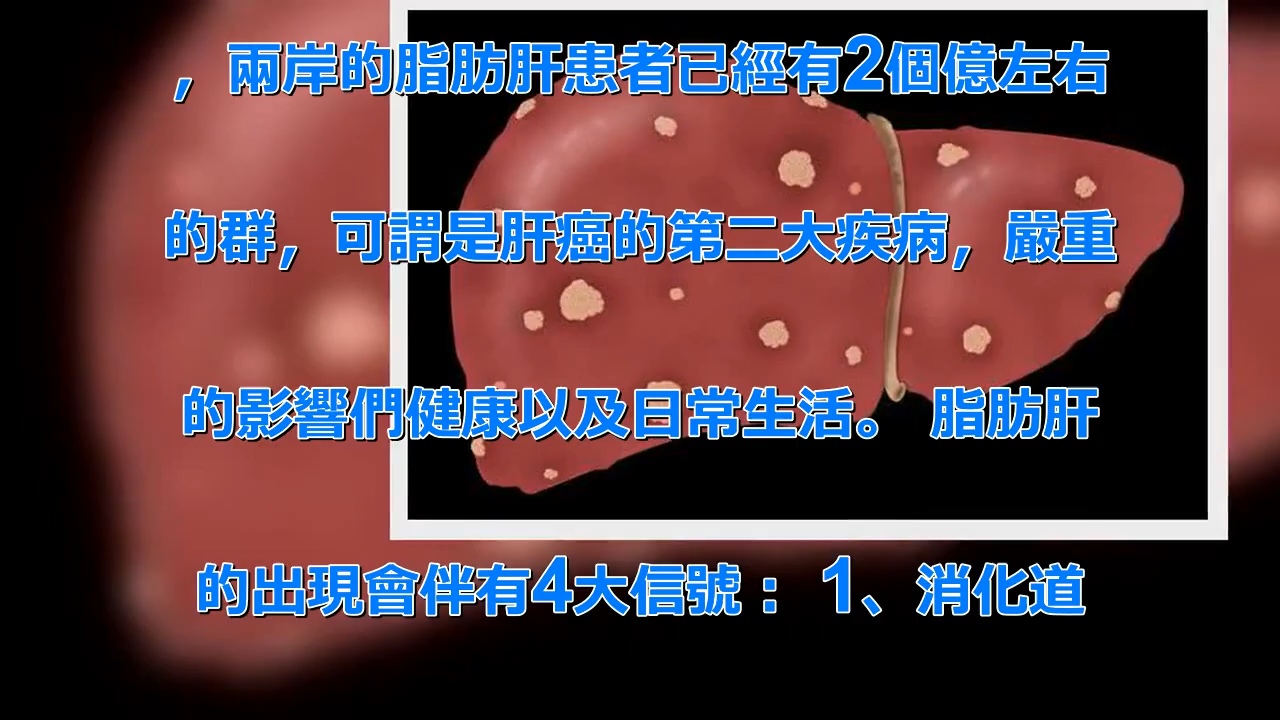 ，兩岸的脂肪肝患者已經有2個億左右
的群，可謂是肝癌的第二大疾病，嚴重
的影響們健康以及日常生活。 脂肪肝
的出現會伴有4大信號： 1、消化道